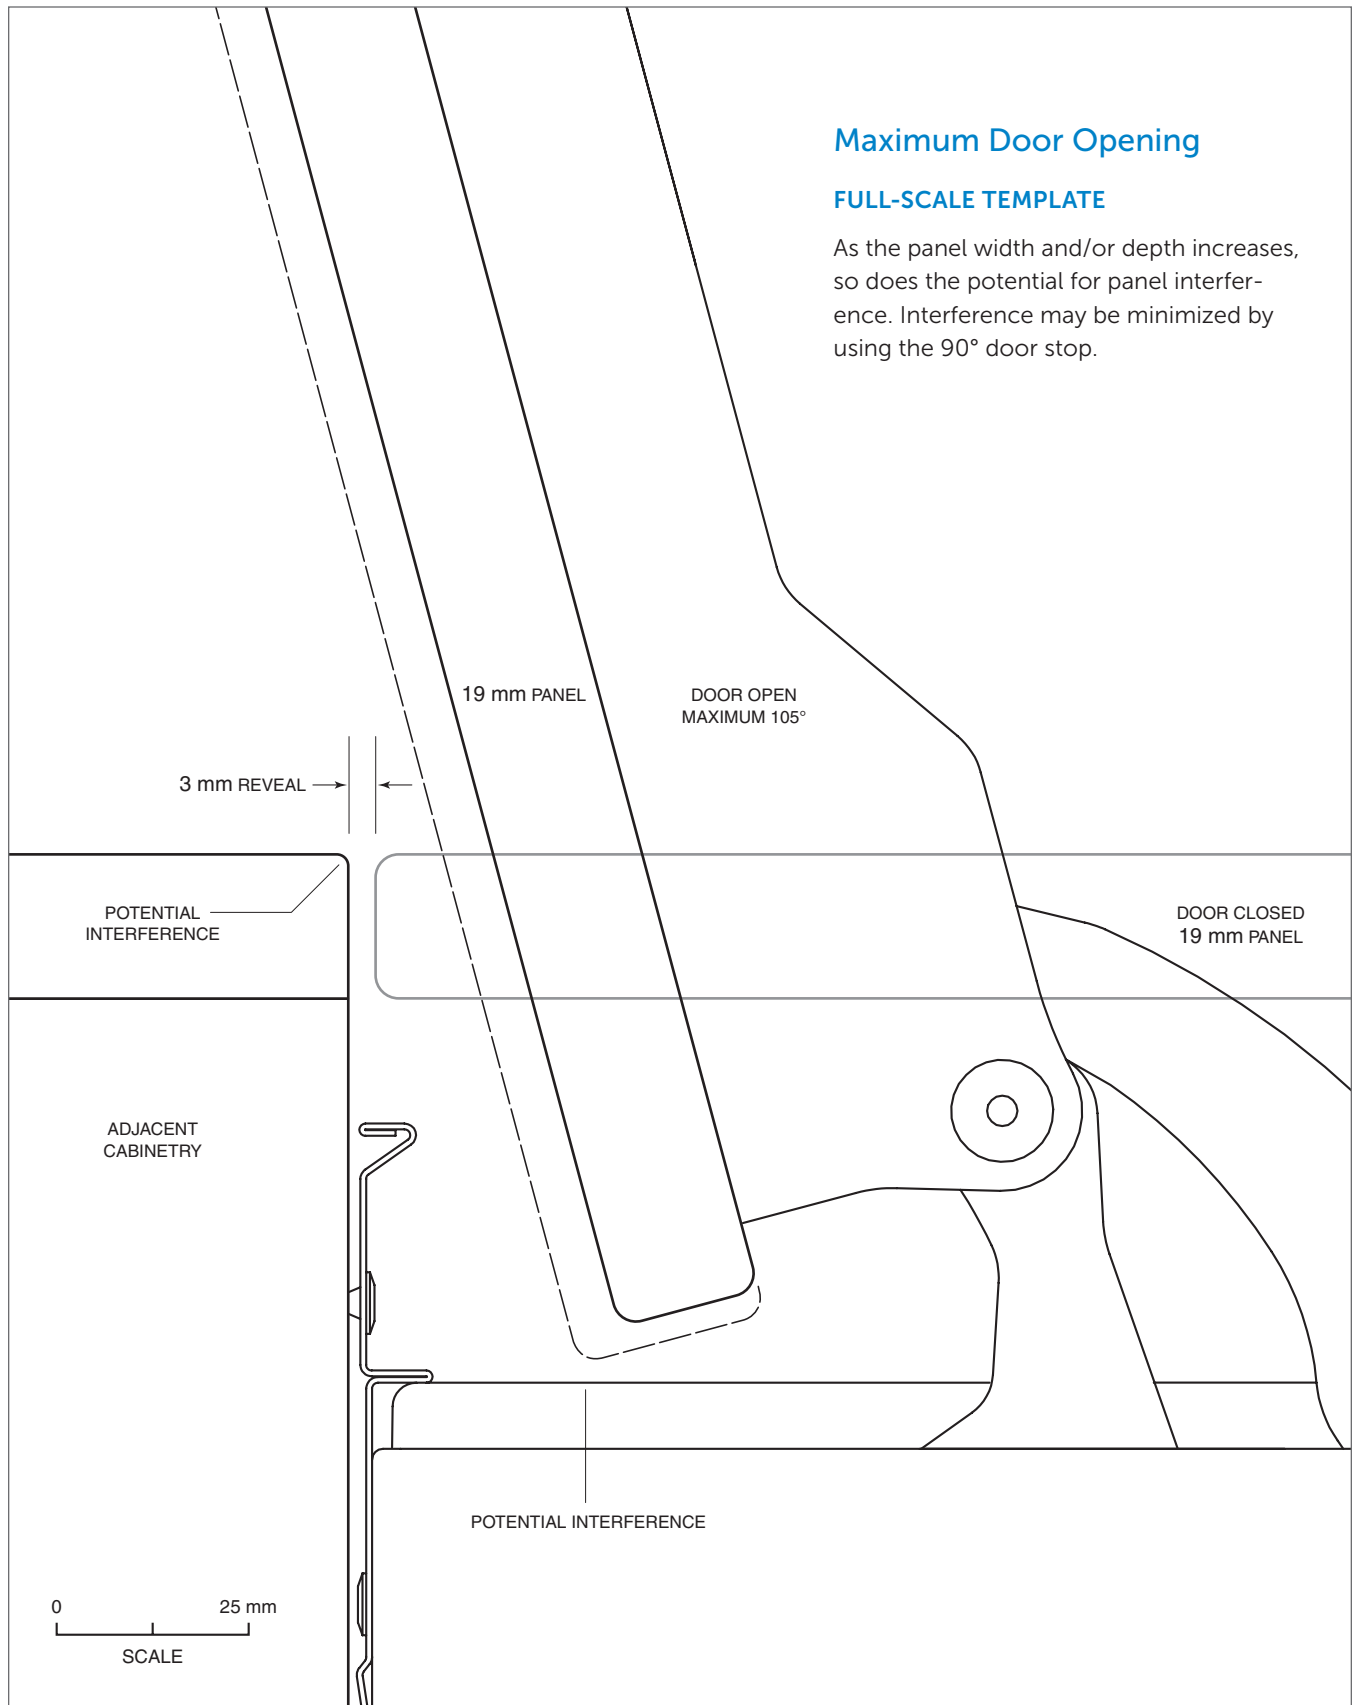 Maximum Door Opening
FULL-SCALE TEMPLATE
As the panel width and/or depth increases,
so does the potential for panel interfer-
ence. Interference may be minimized by
using the 90° door stop.
19 mm PANEL
DOOR OPEN
MAXIMUM 105°
3 mm REVEAL
POTENTIAL
INTERFERENCE
DOOR CLOSED
19 mm PANEL
ADJACENT
CABINETRY
POTENTIAL INTERFERENCE
0 25 mm
SCALE